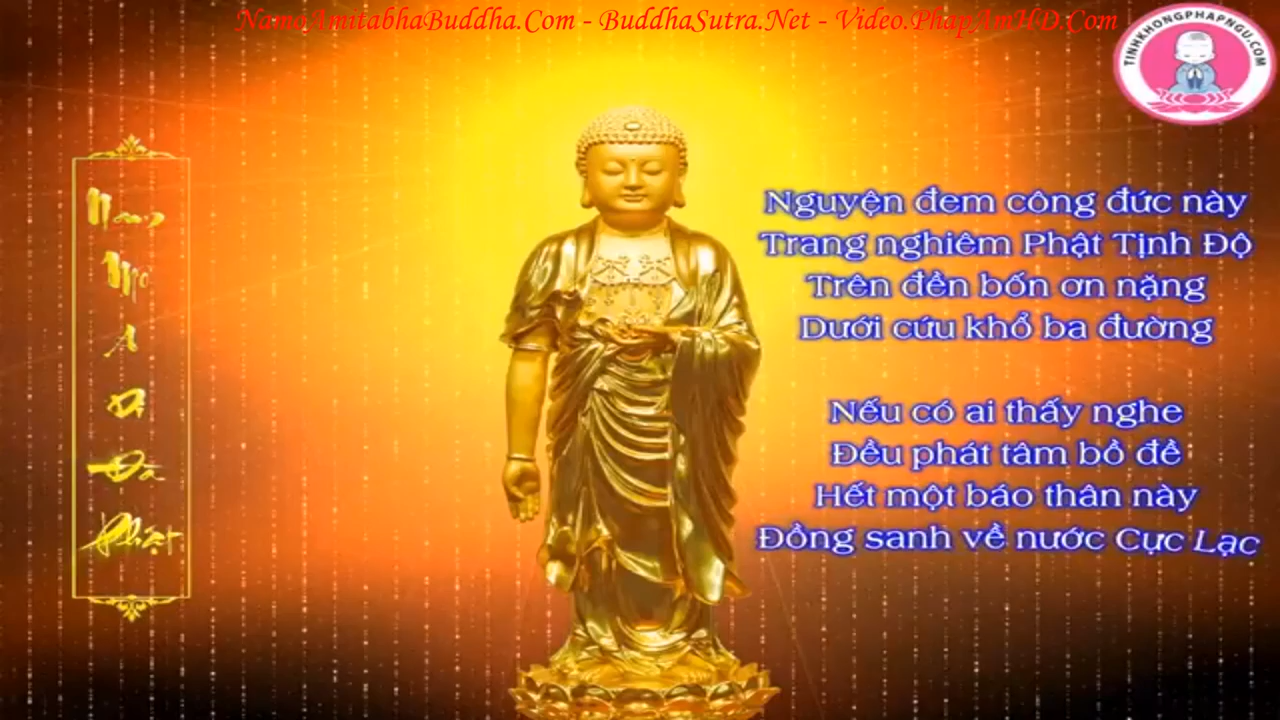 NamoAmitabhaBuddha.Com - BuddhaSutra.Net - Video.PhapAmHD.Com
TINHKHONGPHAPNGU.COM
Nam
Mô
A
Di
Đà
Phật
Nguyện đem công đức này
Trang nghiêm Phật Tịnh Độ
Trên đền bốn ơn nặng
Dưới cứu khổ ba đường
Nếu có ai thấy nghe
Đều phát tâm bồ đề
Hết một báo thân này
Đồng sanh về nước Cực Lạc